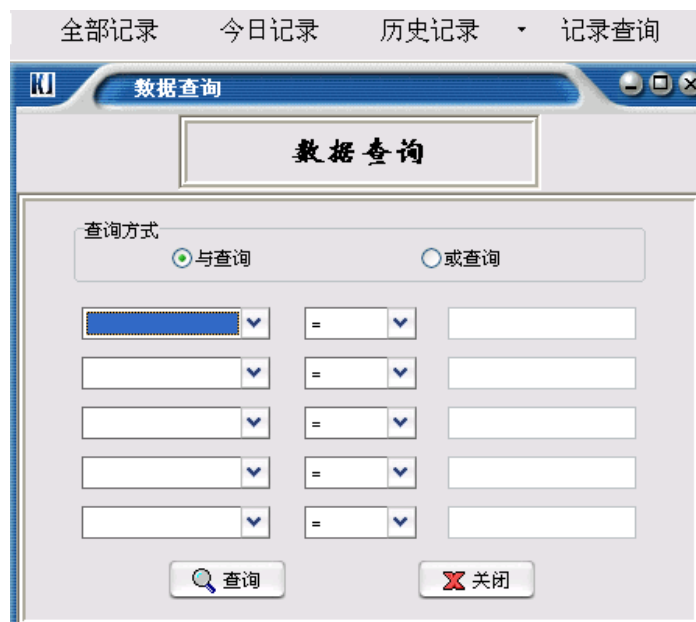 全部记录 今日记录 历史记录 记录查询
KJ 数据查询
数据查询
查询方式
与查询 或查询
=
=
=
=
=
查询 关闭